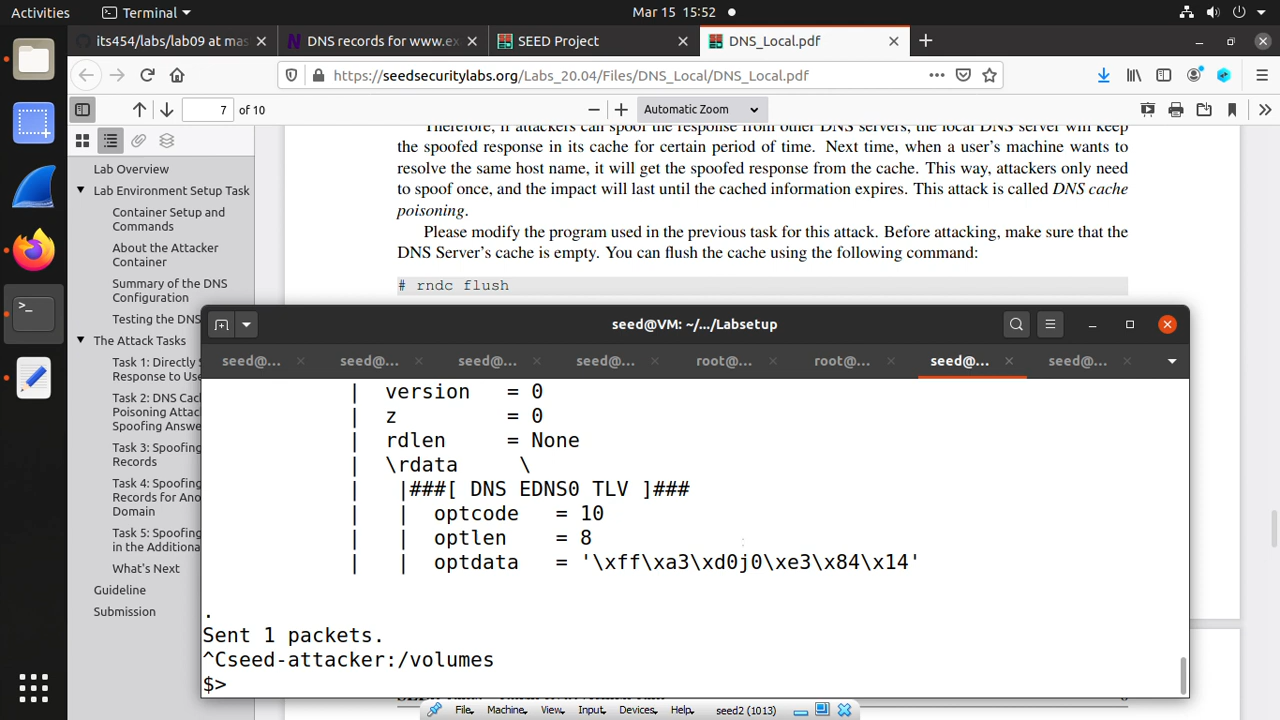 Activities
Terminal
Mar 15 15:52
its454/labs/lab09 at mas
DNS records for www.ex
SEED Project
DNS_Local.pdf
https://seedsecuritylabs.org/Labs_20.04/Files/DNS_Local/DNS_Local.pdf
7
of 10
Automatic Zoom
Lab Overview
Lab Environment Setup Task
Container Setup and
Commands
About the Attacker
Container
Summary of the DNS
Configuration
Testing the DNS
The Attack Tasks
Task 1: Directly S
Response to Use
Task 2: DNS Cac
Poisoning Attac
Spoofing Answe
Task 3: Spoofing
Records
Task 4: Spoofing
Records for Ano
Domain
Task 5: Spoofing
in the Additiona
What's Next
Guideline
Submission
Therefore, if attackers can spoof the response from other DNS servers, the local DNS server will keep
the spoofed response in its cache for certain period of time. Next time, when a user's machine wants to
resolve the same host name, it will get the spoofed response from the cache. This way, attackers only need
to spoof once, and the impact will last until the cached information expires. This attack is called DNS cache
poisoning.
Please modify the program used in the previous task for this attack. Before attacking, make sure that the
DNS Server's cache is empty. You can flush the cache using the following command:
# rndc flush
seed@VM: ~/.../Labsetup
seed@...
seed@...
seed@...
seed@...
root@...
root@...
seed@...
seed@...
| version = 0
| z = 0
| rdlen = None
| \rdata \
| |###[ DNS EDNS0 TLV ]###
| | optcode = 10
| | optlen = 8
| | optdata = '\xff\xa3\xd0j0\xe3\x84\x14'
.
Sent 1 packets.
^Cseed-attacker:/volumes
$>
File
Machine
View
Input
Devices
Help
seed2 (1013)